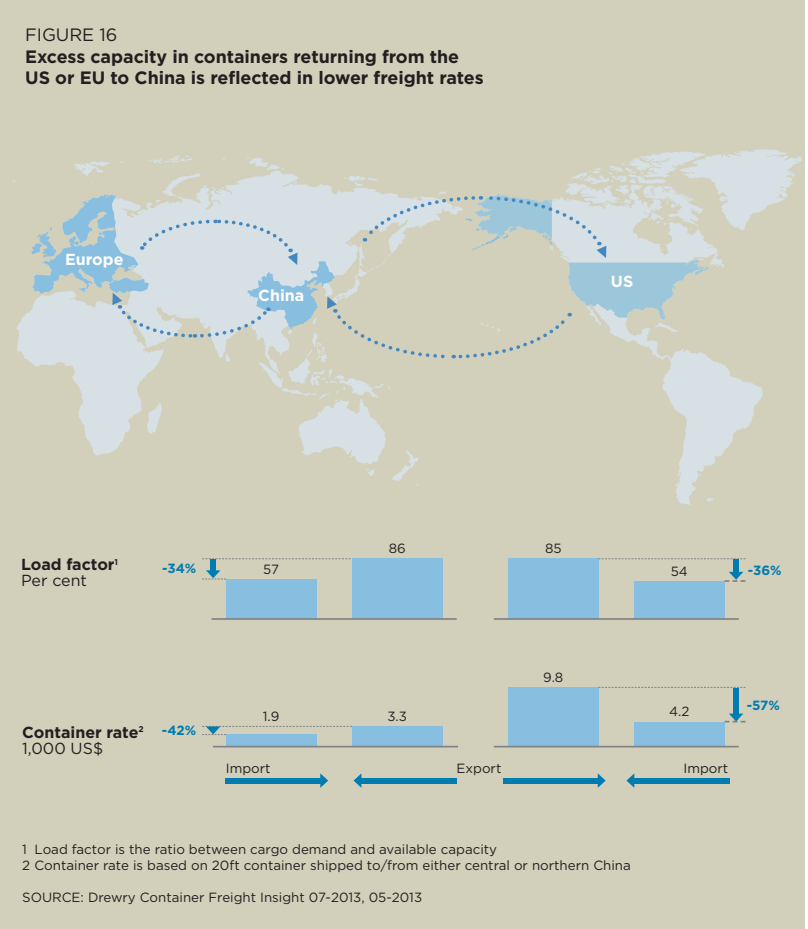 FIGURE 16
Excess capacity in containers returning from the
US or EU to China is reflected in lower freight rates
Europe
China
US
Load factor¹
Per cent
-34%
57
86
85
54
-36%
Container rate²
1,000 US$
-42%
1.9
3.3
9.8
4.2
-57%
Import
Export
Import
1 Load factor is the ratio between cargo demand and available capacity
2 Container rate is based on 20ft container shipped to/from either central or northern China
SOURCE: Drewry Container Freight Insight 07-2013, 05-2013